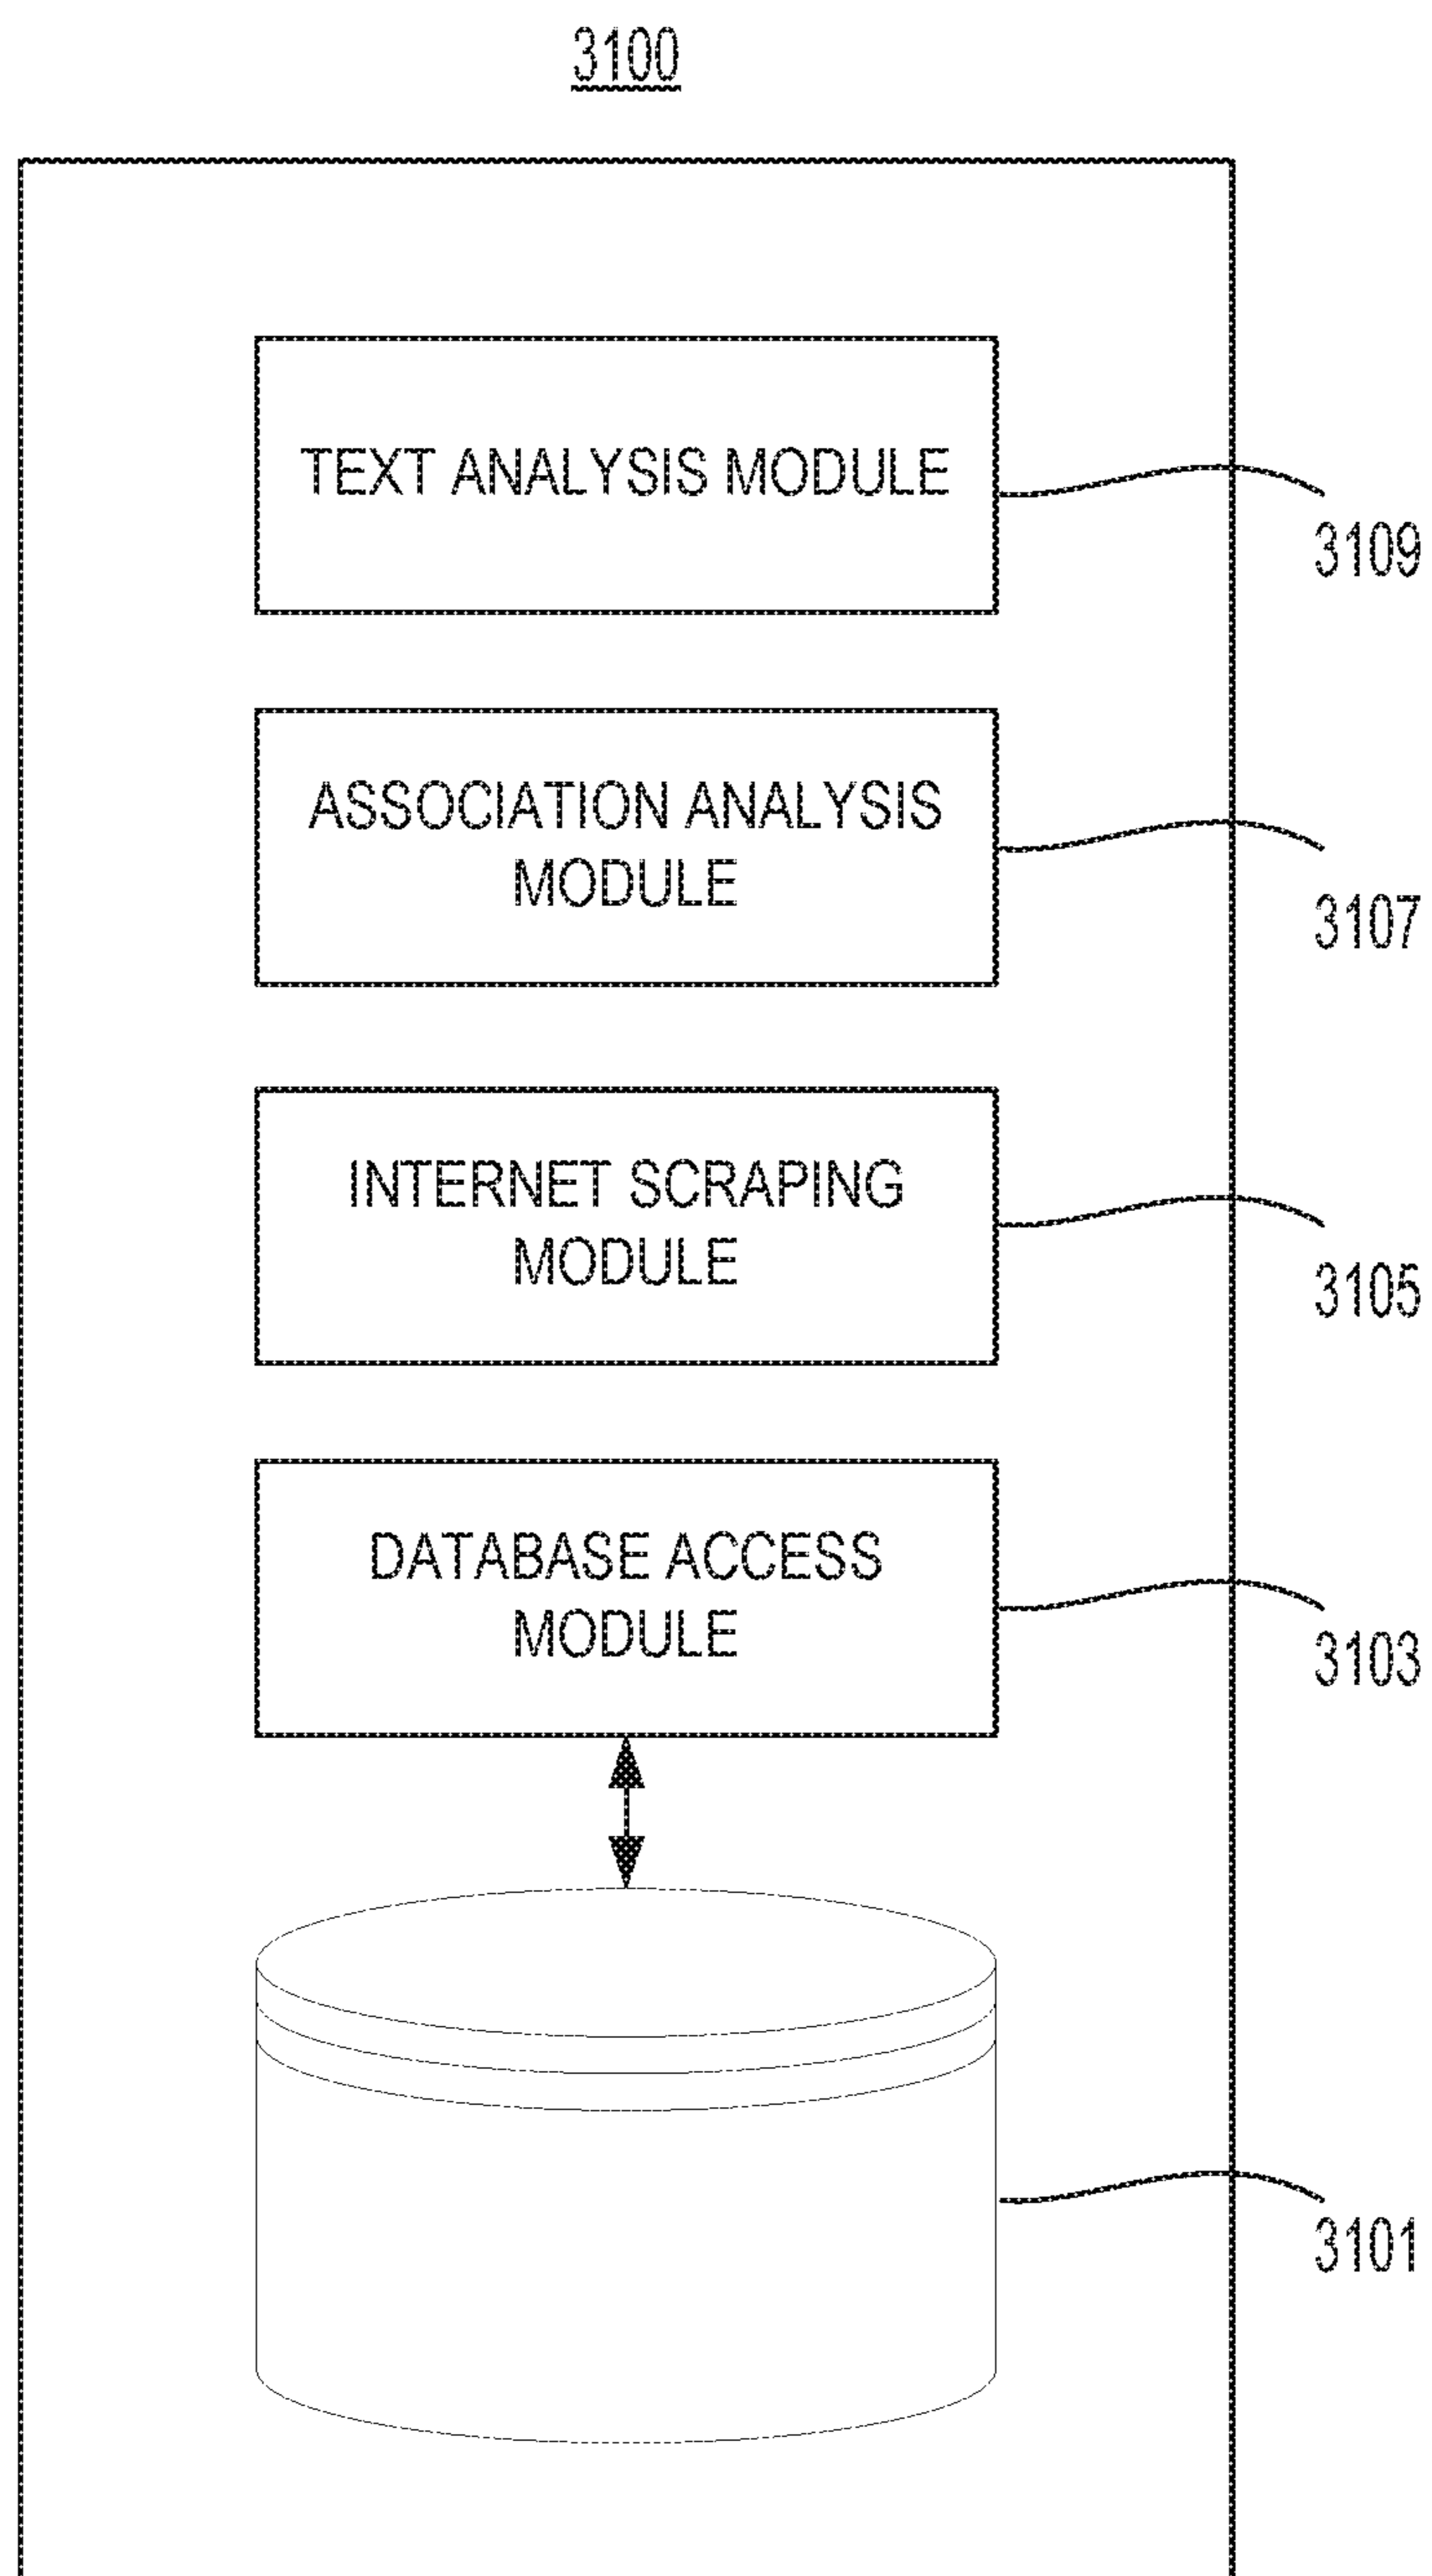 3100
TEXT ANALYSIS MODULE
3109
ASSOCIATION ANALYSIS
MODULE
3107
INTERNET SCRAPING
MODULE
3105
DATABASE ACCESS
MODULE
3103
3101